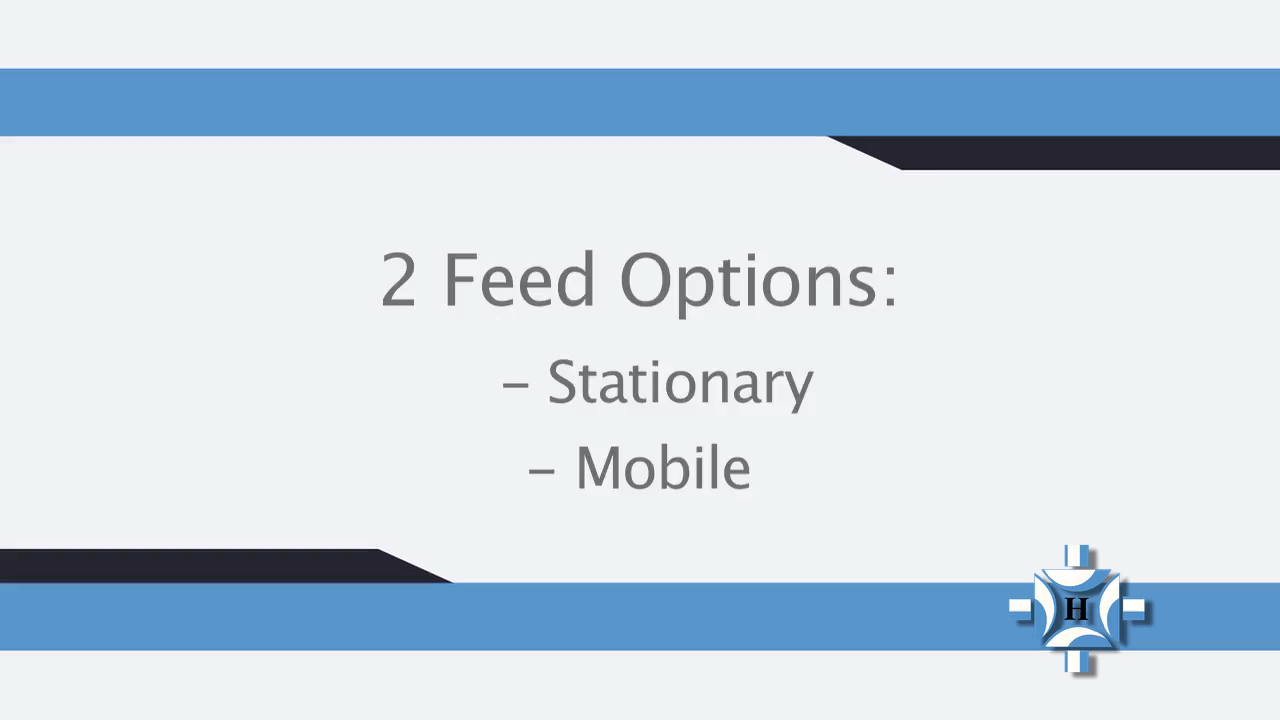 2 Feed Options:
– Stationary
– Mobile
H